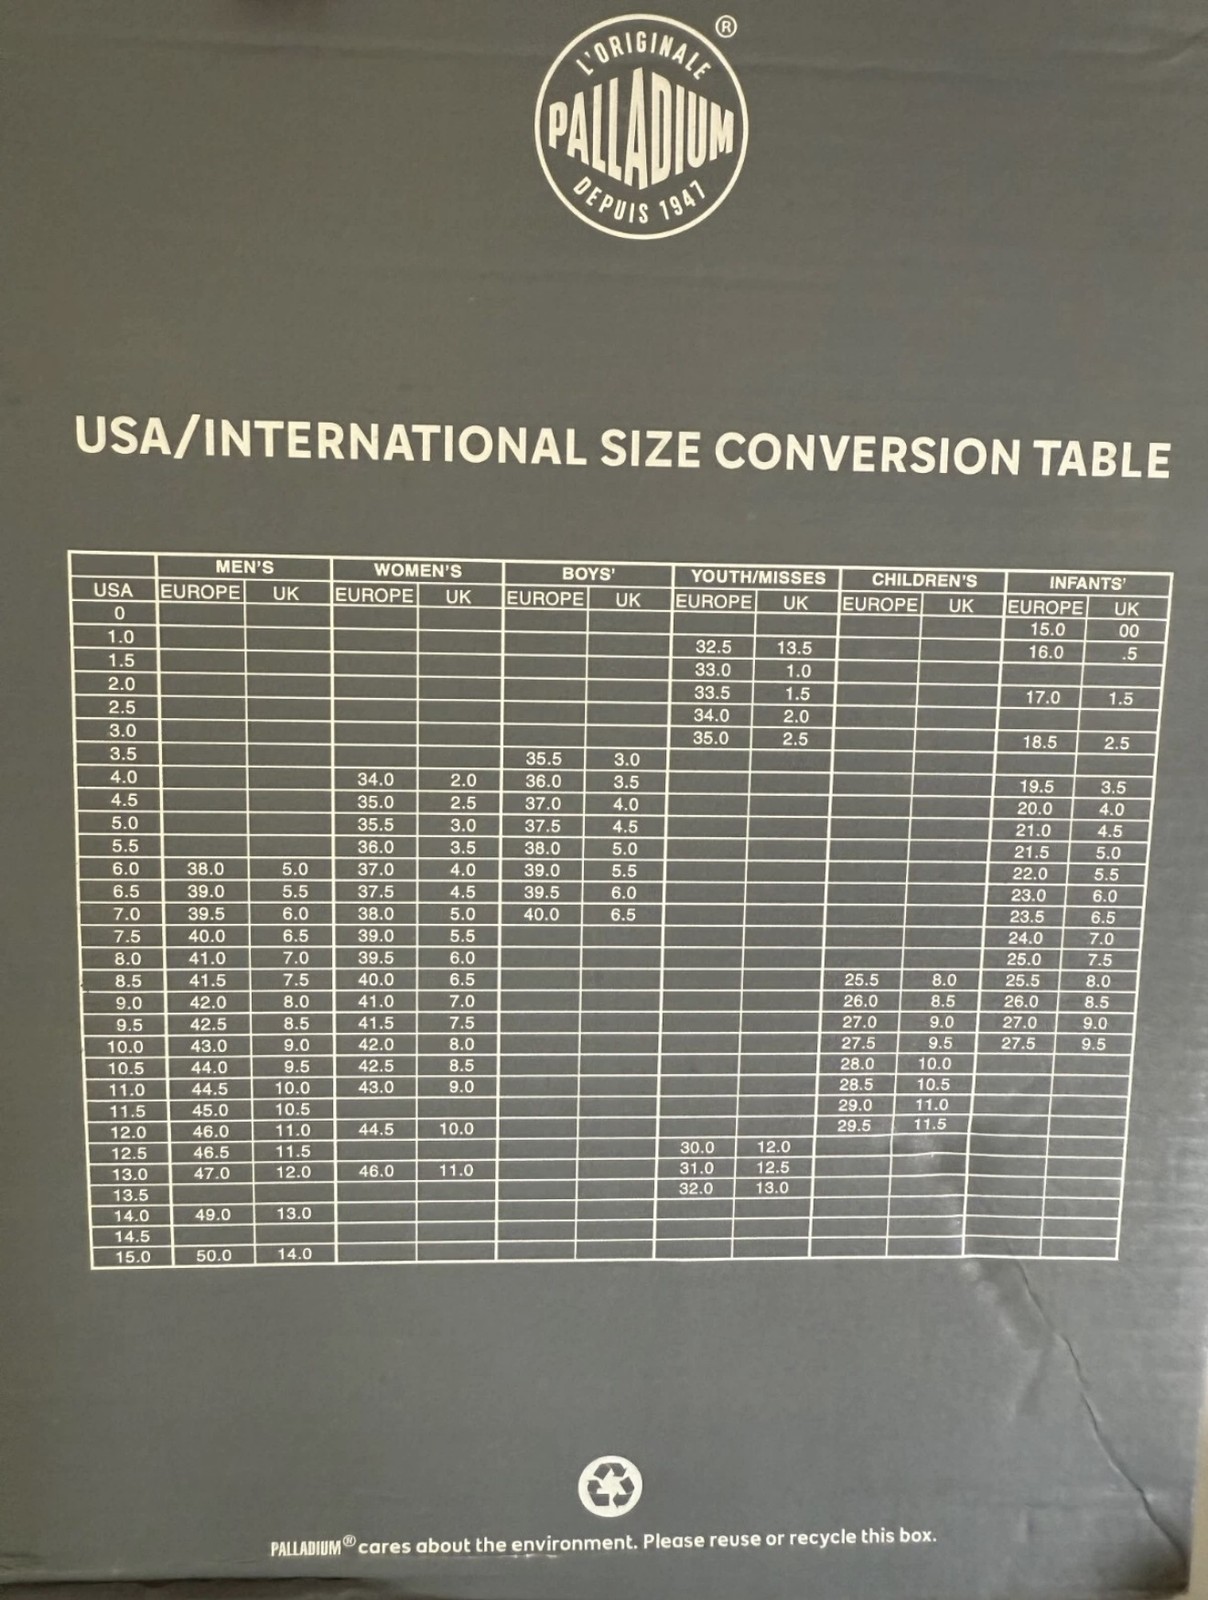 L'ORIGINALE ®
PALLADIUM
DEPUIS 1947
USA/INTERNATIONAL SIZE CONVERSION TABLE
MEN'S WOMEN'S BOYS' YOUTH/MISSES CHILDREN'S INFANTS'
USA EUROPE UK EUROPE UK EUROPE UK EUROPE UK EUROPE UK EUROPE UK
0 15.0 00
1.0 32.5 13.5 16.0 .5
1.5 33.0 1.0
2.0 33.5 1.5 17.0 1.5
2.5 34.0 2.0
3.0 35.0 2.5 18.5 2.5
3.5 35.5 3.0
4.0 34.0 2.0 36.0 3.5 19.5 3.5
4.5 35.0 2.5 37.0 4.0 20.0 4.0
5.0 35.5 3.0 37.5 4.5 21.0 4.5
5.5 36.0 3.5 38.0 5.0 21.5 5.0
6.0 38.0 5.0 37.0 4.0 39.0 5.5 22.0 5.5
6.5 39.0 5.5 37.5 4.5 39.5 6.0 23.0 6.0
7.0 39.5 6.0 38.0 5.0 40.0 6.5 23.5 6.5
7.5 40.0 6.5 39.0 5.5 24.0 7.0
8.0 41.0 7.0 39.5 6.0 25.0 7.5
8.5 41.5 7.5 40.0 6.5 25.5 8.0 25.5 8.0
9.0 42.0 8.0 41.0 7.0 26.0 8.5 26.0 8.5
9.5 42.5 8.5 41.5 7.5 27.0 9.0 27.0 9.0
10.0 43.0 9.0 42.0 8.0 27.5 9.5 27.5 9.5
10.5 44.0 9.5 42.5 8.5 28.0 10.0
11.0 44.5 10.0 43.0 9.0 28.5 10.5
11.5 45.0 10.5 29.0 11.0
12.0 46.0 11.0 44.5 10.0 29.5 11.5
12.5 46.5 11.5 30.0 12.0
13.0 47.0 12.0 46.0 11.0 31.0 12.5
13.5 32.0 13.0
14.0 49.0 13.0
14.5
15.0 50.0 14.0
PALLADIUM® cares about the environment. Please reuse or recycle this box.